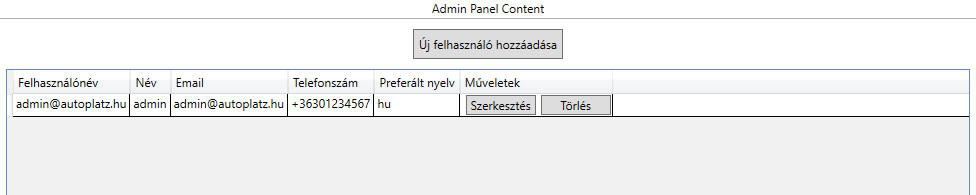 Admin Panel Content
Új felhasználó hozzáadása
Felhasználónév Név Email Telefonszám Preferált nyelv Műveletek
admin@autoplatz.hu admin admin@autoplatz.hu +36301234567 hu Szerkesztés Törlés